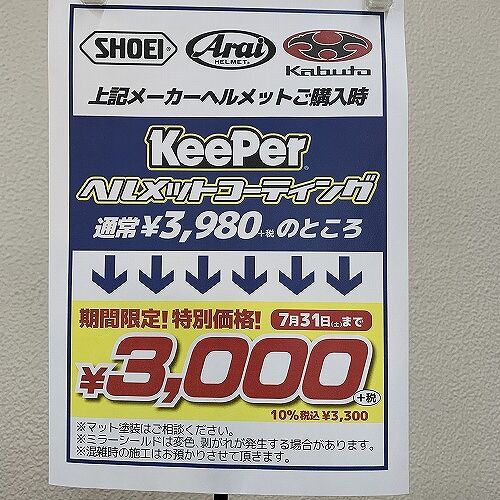 SHOEI®
Arai
HELMET®
Kabuto
上記メーカーヘルメットご購入時
KeePer®
ヘルメットコーティング
通常¥3,980+税のところ
期間限定!特別価格! 7月31日(土)まで
¥3,000+税
10%税込¥3,300
※マット塗装はご相談ください。
※ミラーシールドは変色、剥がれが発生する場合があります。
※混雑時の施工はお預かりさせて頂きます。